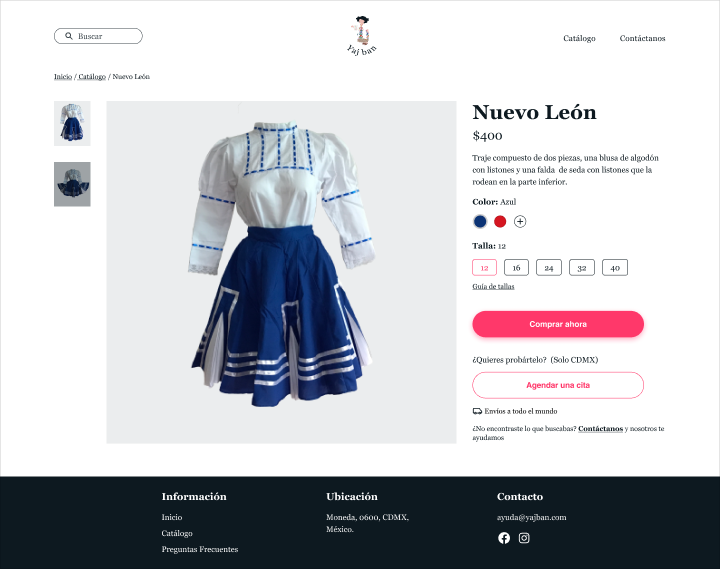 Buscar
Yaj ban
Catálogo
Contáctanos
Inicio / Catálogo / Nuevo León
Nuevo León
$400
Traje compuesto de dos piezas, una blusa de algodón
con listones y una falda de seda con listones que la
rodean en la parte inferior.
Color: Azul
Talla: 12
12 16 24 32 40
Guía de tallas
Comprar ahora
¿Quieres probártelo? (Solo CDMX)
Agendar una cita
Envíos a todo el mundo
¿No encontraste lo que buscabas? Contáctanos y nosotros te
ayudamos
Información
Inicio
Catálogo
Preguntas Frecuentes
Ubicación
Moneda, 0600, CDMX,
México.
Contacto
ayuda@yajban.com